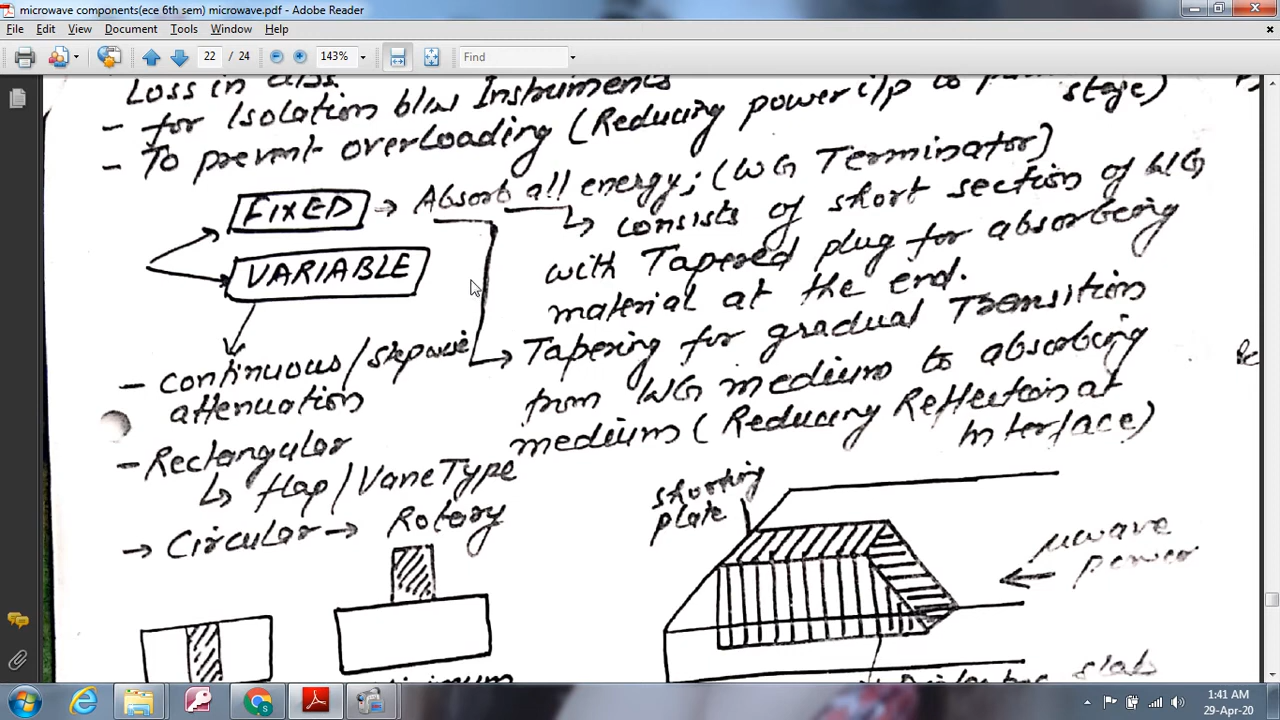 microwave components(ece 6th sem) microwave.pdf - Adobe Reader
File Edit View Document Tools Window Help
22 / 24 143% Find
Loss in
- for Isolation b/w Instruments
- To prevent overloading (Reducing power i/p to
stage)
FIXED → Absorb all energy; (WG Terminator)
↳ consists of short section of WG
with Tapered plug for absorbing
material at the end.
VARIABLE
Tapering for gradual Transition
from WG medium to absorbing
medium (Reducing Reflection at
Interface)
- continuous/stepwise
attenuation
- Rectangular
↳ flap/Vane Type
→ Circular → Rotary
shorting
plate
μwave
power
slab
1:41 AM
29-Apr-20